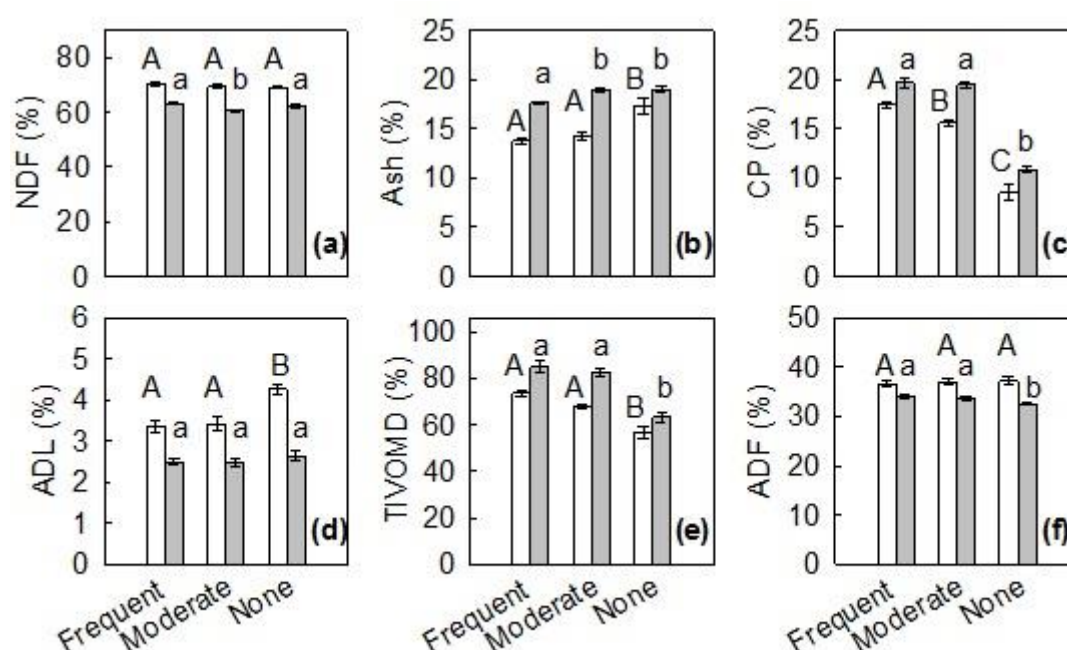 NDF (%)
80
60
40
20
0
A
a
A
b
A
a
(a)
Ash (%)
25
20
15
10
5
0
A
a
A
b
B
b
(b)
CP (%)
25
20
15
10
5
0
A
a
B
a
C
b
(c)
ADL (%)
6
5
4
3
2
1
0
A
a
A
a
B
a
(d)
Frequent
Moderate
None
TIVOMD (%)
100
80
60
40
20
0
A
a
A
a
B
b
(e)
Frequent
Moderate
None
ADF (%)
50
40
30
20
10
0
A
a
A
a
A
b
(f)
Frequent
Moderate
None